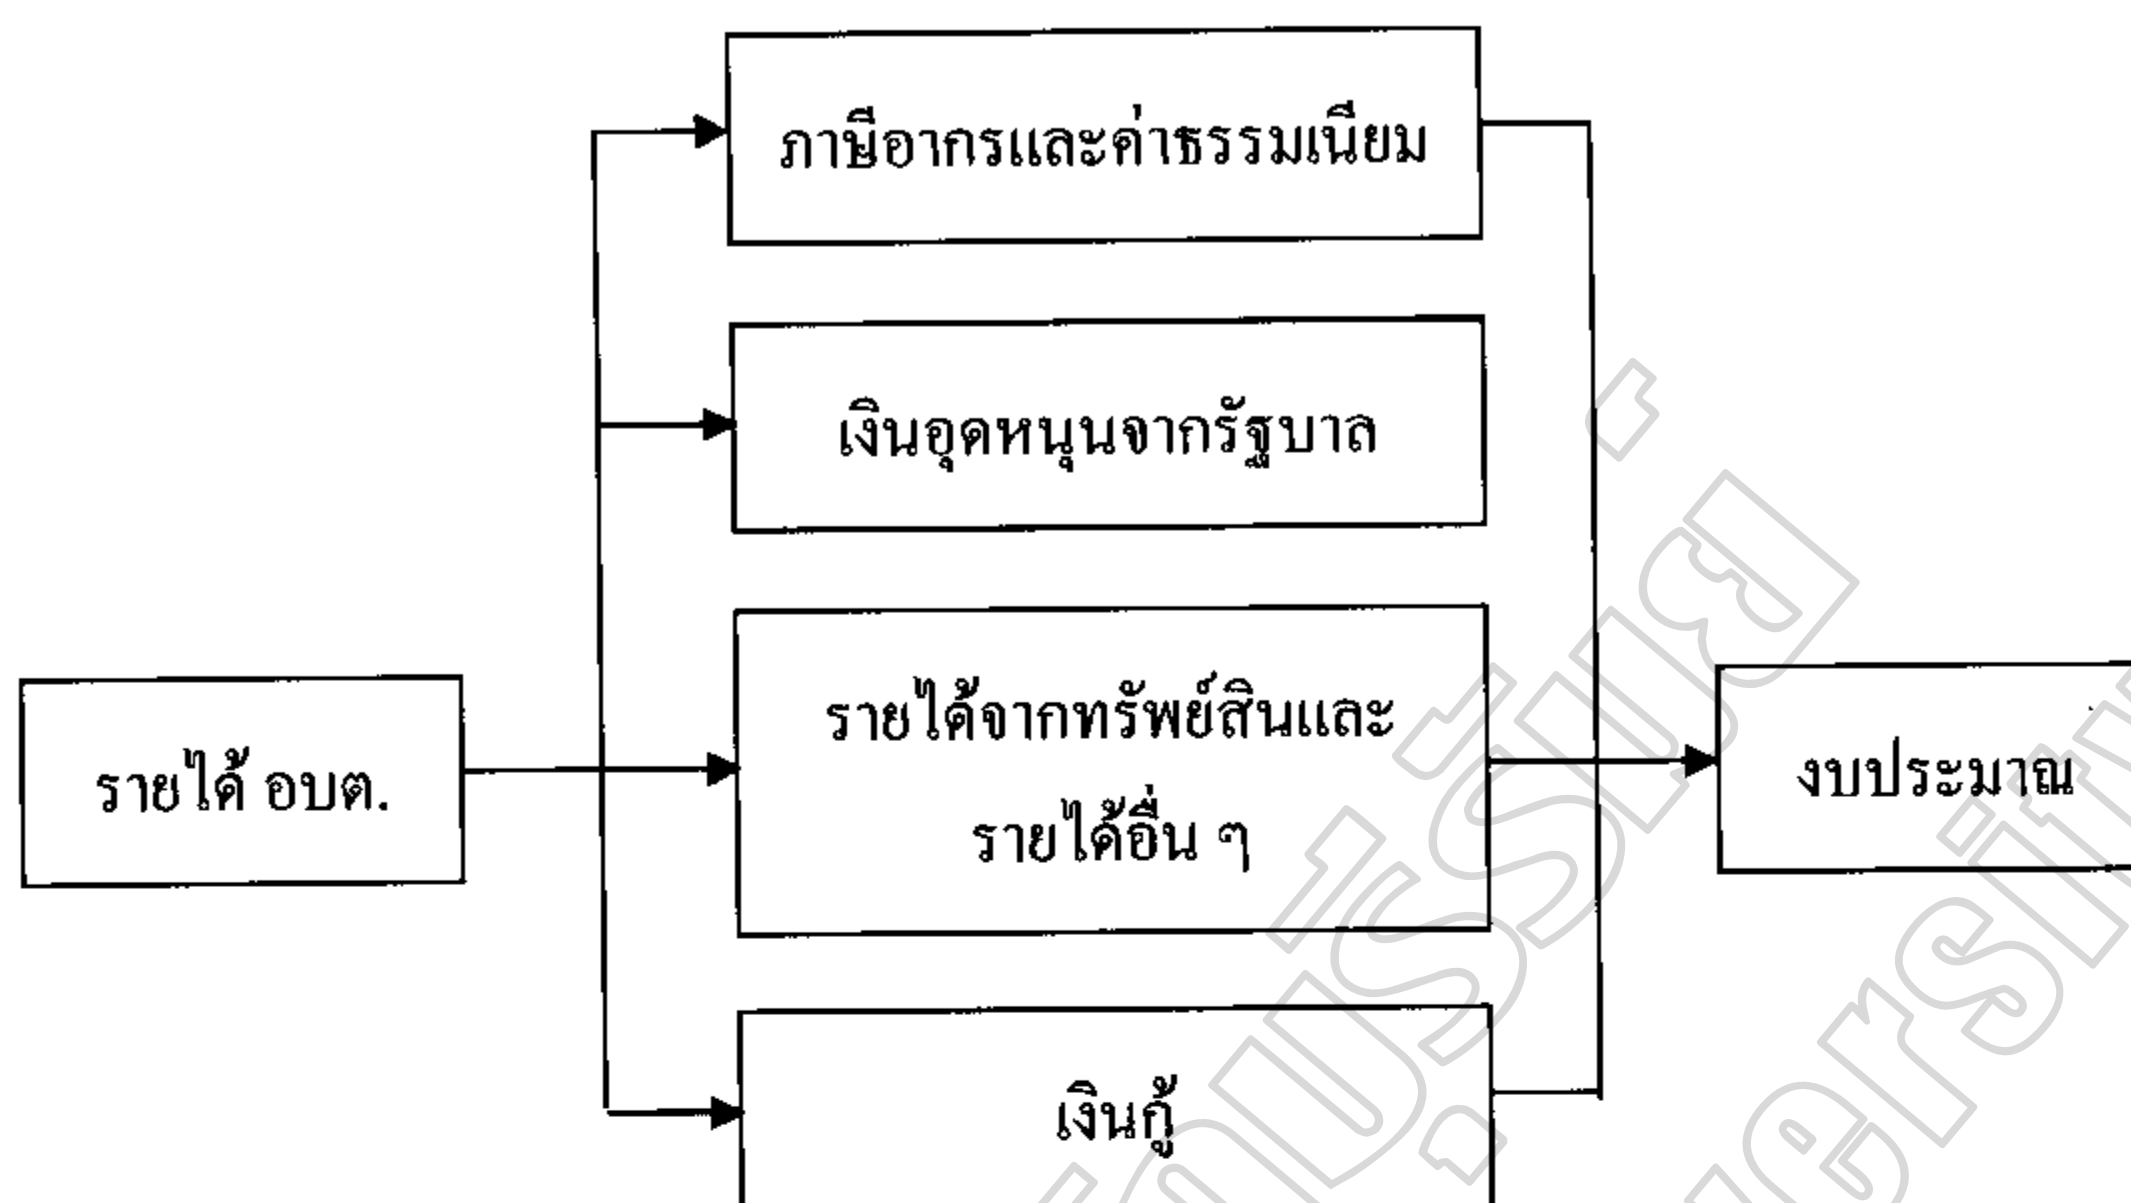 ภาษีอากรและค่าธรรมเนียม
เงินอุดหนุนจากรัฐบาล
รายได้จากทรัพย์สินและ
รายได้อื่น ๆ
รายได้ อบต.
งบประมาณ
เงินกู้